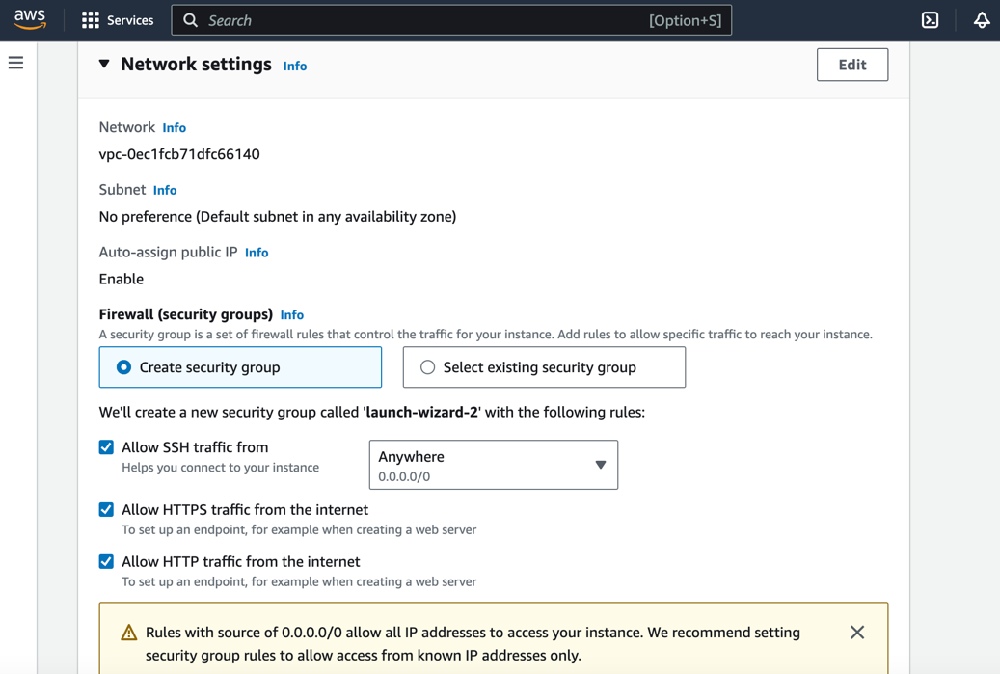 aws
Services
Search
[Option+S]
Network settings Info
Edit
Network Info
vpc-0ec1fcb71dfc66140
Subnet Info
No preference (Default subnet in any availability zone)
Auto-assign public IP Info
Enable
Firewall (security groups) Info
A security group is a set of firewall rules that control the traffic for your instance. Add rules to allow specific traffic to reach your instance.
Create security group
Select existing security group
We'll create a new security group called 'launch-wizard-2' with the following rules:
Allow SSH traffic from
Helps you connect to your instance
Anywhere
0.0.0.0/0
Allow HTTPS traffic from the internet
To set up an endpoint, for example when creating a web server
Allow HTTP traffic from the internet
To set up an endpoint, for example when creating a web server
Rules with source of 0.0.0.0/0 allow all IP addresses to access your instance. We recommend setting
security group rules to allow access from known IP addresses only.